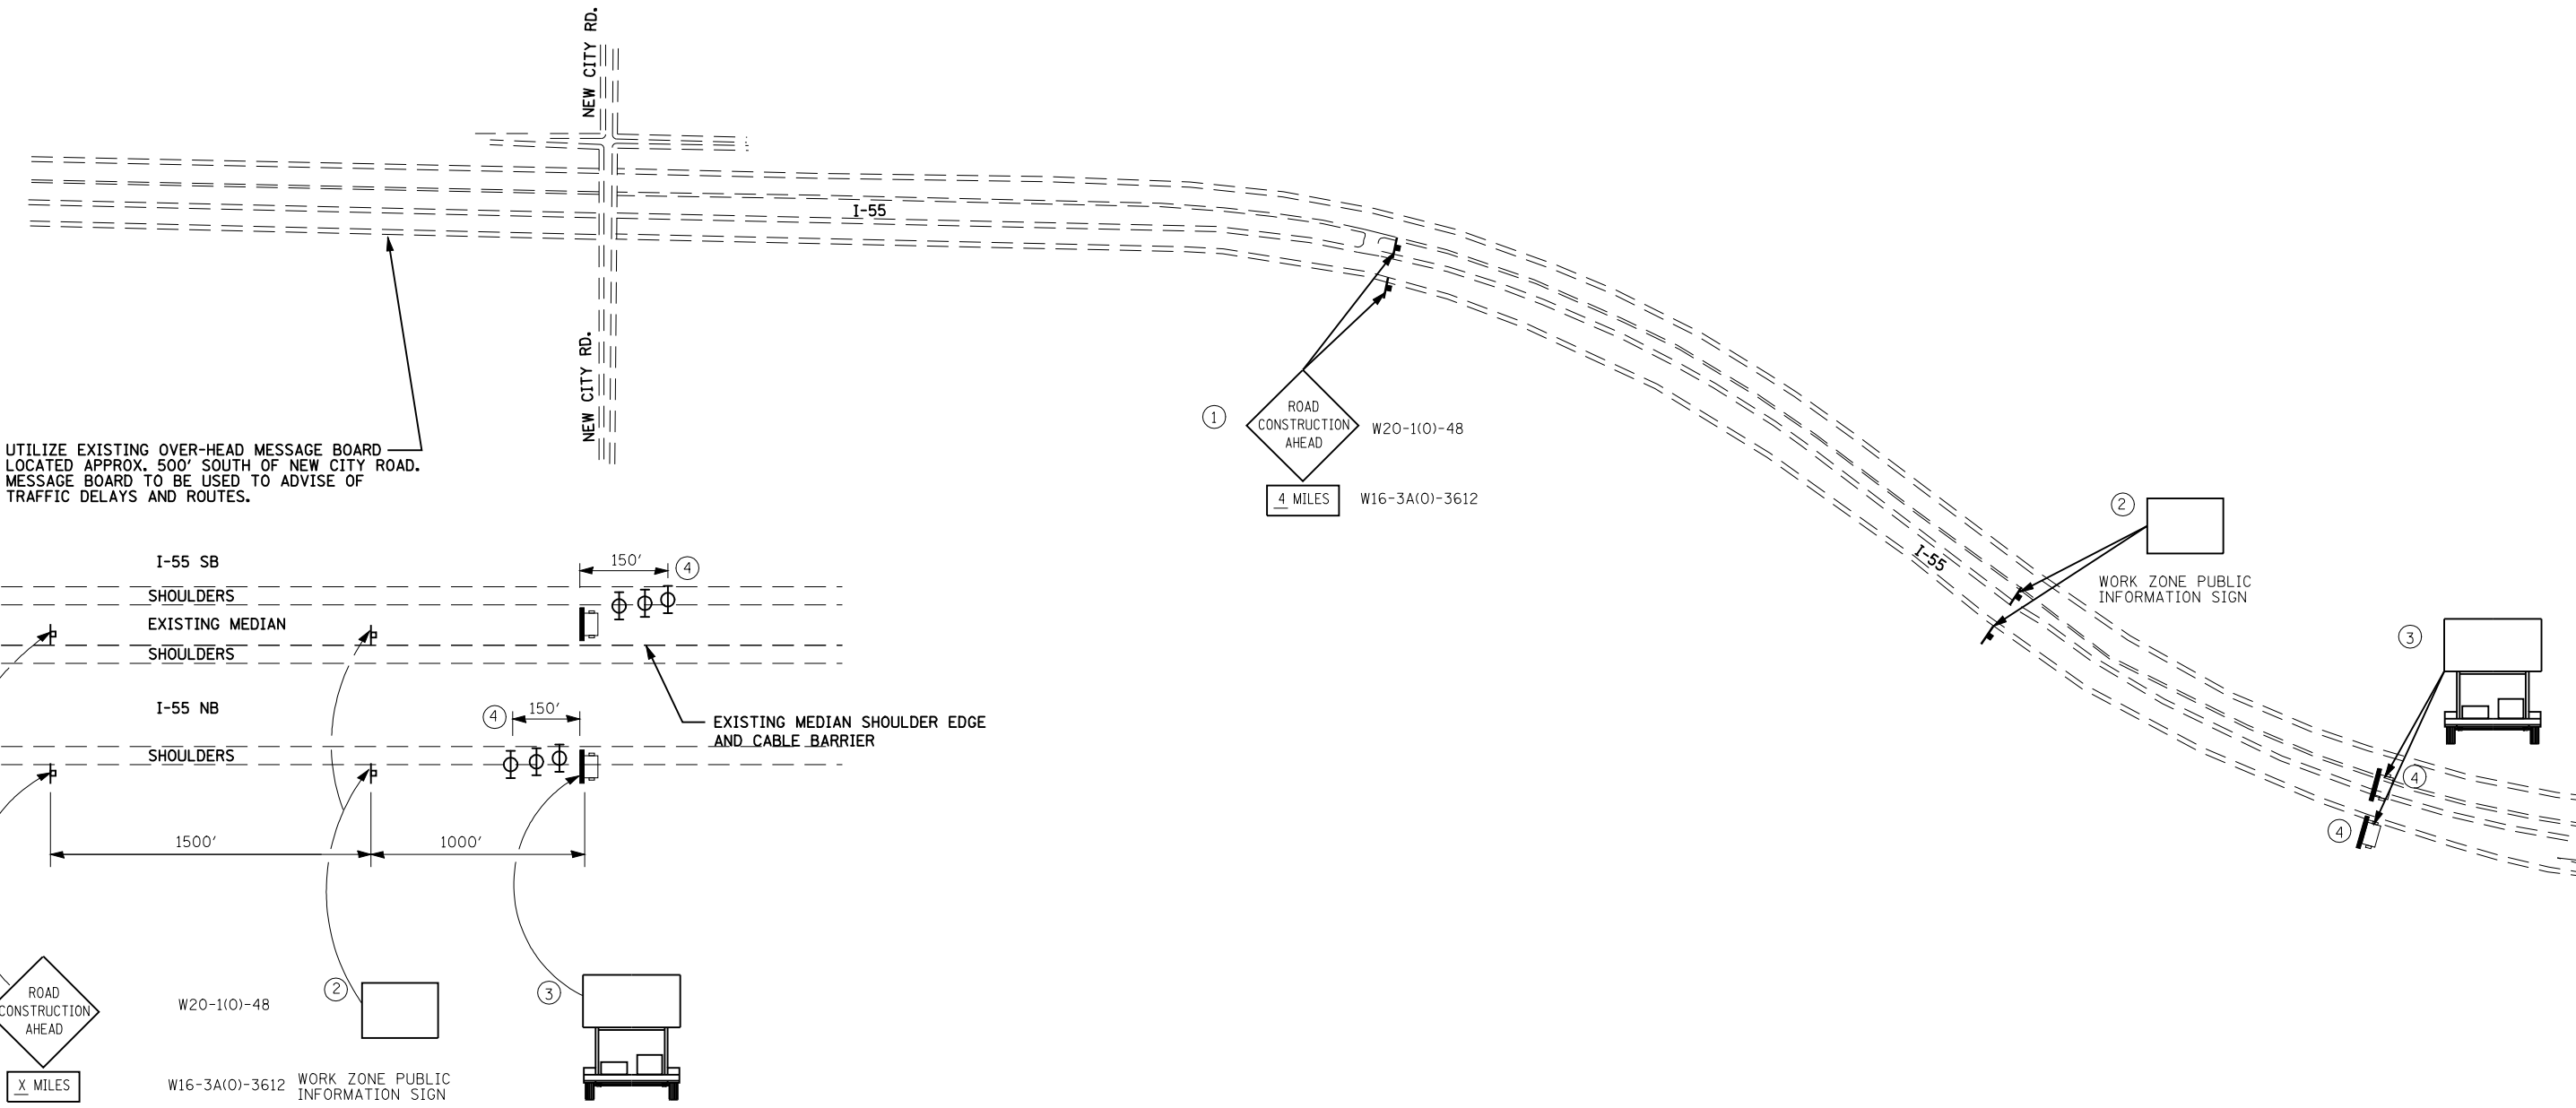 NEW CITY RD.
I-55
NEW CITY RD.
UTILIZE EXISTING OVER-HEAD MESSAGE BOARD
LOCATED APPROX. 500' SOUTH OF NEW CITY ROAD.
MESSAGE BOARD TO BE USED TO ADVISE OF
TRAFFIC DELAYS AND ROUTES.
1
ROAD
CONSTRUCTION
AHEAD
W20-1(O)-48
4 MILES
W16-3A(O)-3612
I-55
2
WORK ZONE PUBLIC
INFORMATION SIGN
3
4
4
I-55 SB
150'
4
SHOULDERS
EXISTING MEDIAN
SHOULDERS
I-55 NB
4
150'
EXISTING MEDIAN SHOULDER EDGE
AND CABLE BARRIER
SHOULDERS
1500'
1000'
ROAD
CONSTRUCTION
AHEAD
W20-1(O)-48
X MILES
W16-3A(O)-3612
2
WORK ZONE PUBLIC
INFORMATION SIGN
3